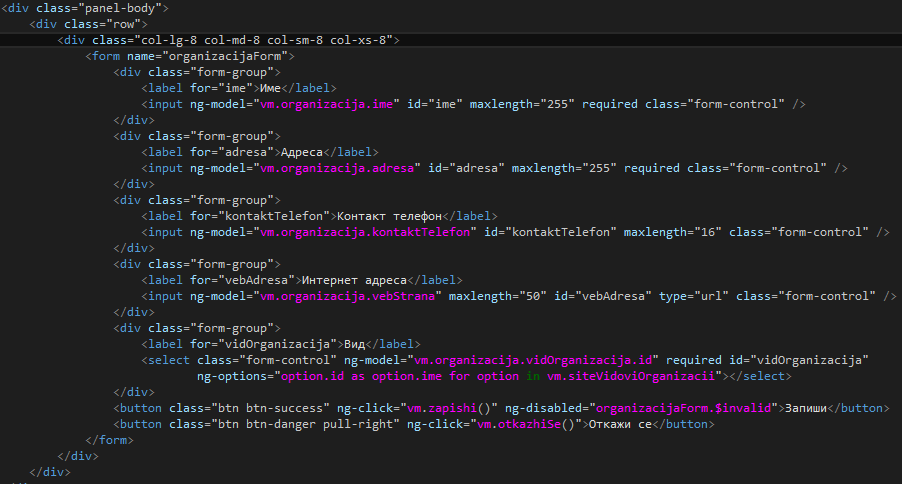 <div class="panel-body">
<div class="row">
<div class="col-lg-8 col-md-8 col-sm-8 col-xs-8">
<form name="organizacijaForm">
<div class="form-group">
<label for="ime">Име</label>
<input ng-model="vm.organizacija.ime" id="ime" maxlength="255" required class="form-control" />
</div>
<div class="form-group">
<label for="adresa">Адреса</label>
<input ng-model="vm.organizacija.adresa" id="adresa" maxlength="255" required class="form-control" />
</div>
<div class="form-group">
<label for="kontaktTelefon">Контакт телефон</label>
<input ng-model="vm.organizacija.kontaktTelefon" id="kontaktTelefon" maxlength="16" class="form-control" />
</div>
<div class="form-group">
<label for="vebAdresa">Интернет адреса</label>
<input ng-model="vm.organizacija.vebStrana" maxlength="50" id="vebAdresa" type="url" class="form-control" />
</div>
<div class="form-group">
<label for="vidOrganizacija">Вид</label>
<select class="form-control" ng-model="vm.organizacija.vidOrganizacija.id" required id="vidOrganizacija"
ng-options="option.id as option.ime for option in vm.siteVidoviOrganizacii"></select>
</div>
<button class="btn btn-success" ng-click="vm.zapishi()" ng-disabled="organizacijaForm.$invalid">Запиши</button>
<button class="btn btn-danger pull-right" ng-click="vm.otkazhiSe()">Откажи се</button>
</form>
</div>
</div>